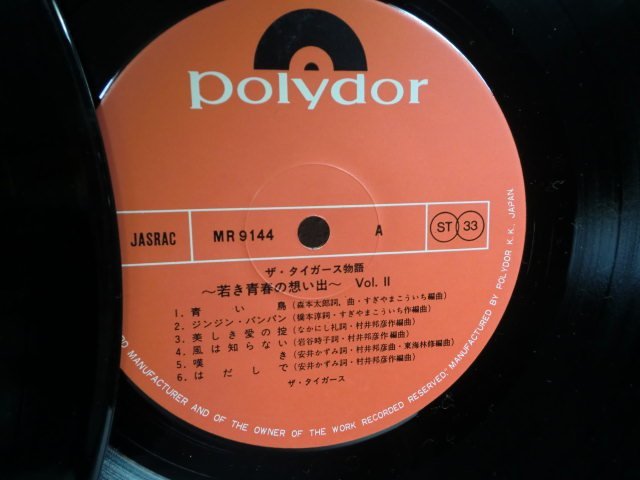 polydor
JASRAC MR 9144 A ST 33
ザ・タイガース物語
〜若き青春の想い出〜 Vol. II
1. 青い鳥 (森本太郎詞, 曲・すぎやまこういち編曲)
2. ジンジン・バンバン (橋本淳詞・すぎやまこういち作編曲)
3. 美しき愛の掟 (なかにし礼詞・村井邦彦作編曲)
4. 風は知らない (岩谷時子詞・村井邦彦曲・東海林修編曲)
5. 嘆き (安井かずみ詞・村井邦彦作編曲)
6. はだしで (安井かずみ詞・村井邦彦作編曲)
ザ・タイガース
MANUFACTURER AND OF THE OWNER OF THE WORK RECORDED RESERVED. MANUFACTURED BY POLYDOR K.K., JAPAN.